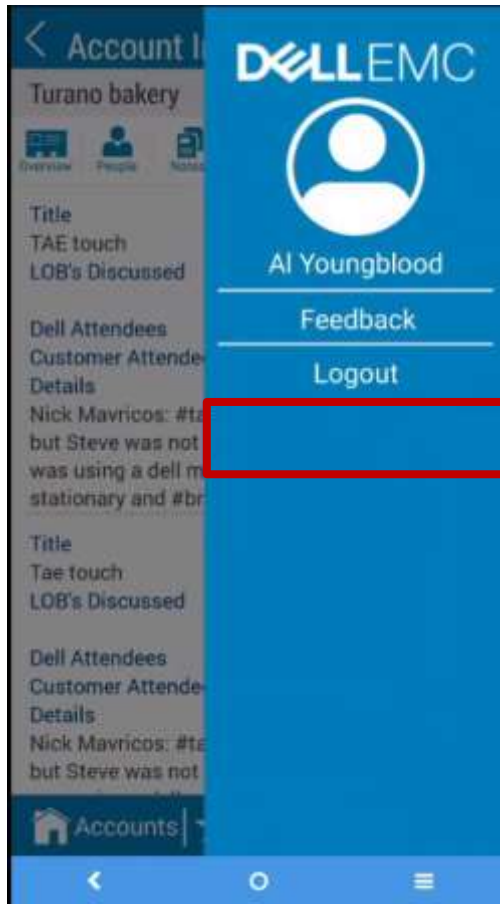 Account I
Turano bakery
Overview People Notes
Title
TAE touch
LOB's Discussed
Dell Attendees
Customer Attende
Details
Nick Mavricos: #ta
but Steve was not
was using a dell m
stationary and #br
Title
Tae touch
LOB's Discussed
Dell Attendees
Customer Attende
Details
Nick Mavricos: #ta
but Steve was not
Accounts
DELLEMC
Al Youngblood
Feedback
Logout